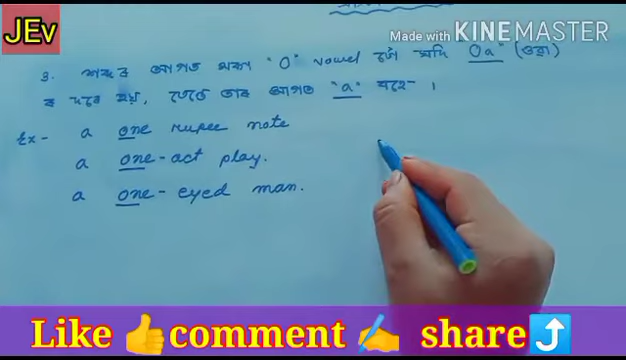 JEv
Made with KINEMASTER
3. শব্দৰ আগত থকা "O" vowel টো যদি "Oa" (ওৱা)
ৰ দৰে হয়, তেন্তে তাৰ আগত "a" বহে ।
Ex - a one rupee note
a one-act play.
a one-eyed man.
Like 👍 comment ✍ share ⤴